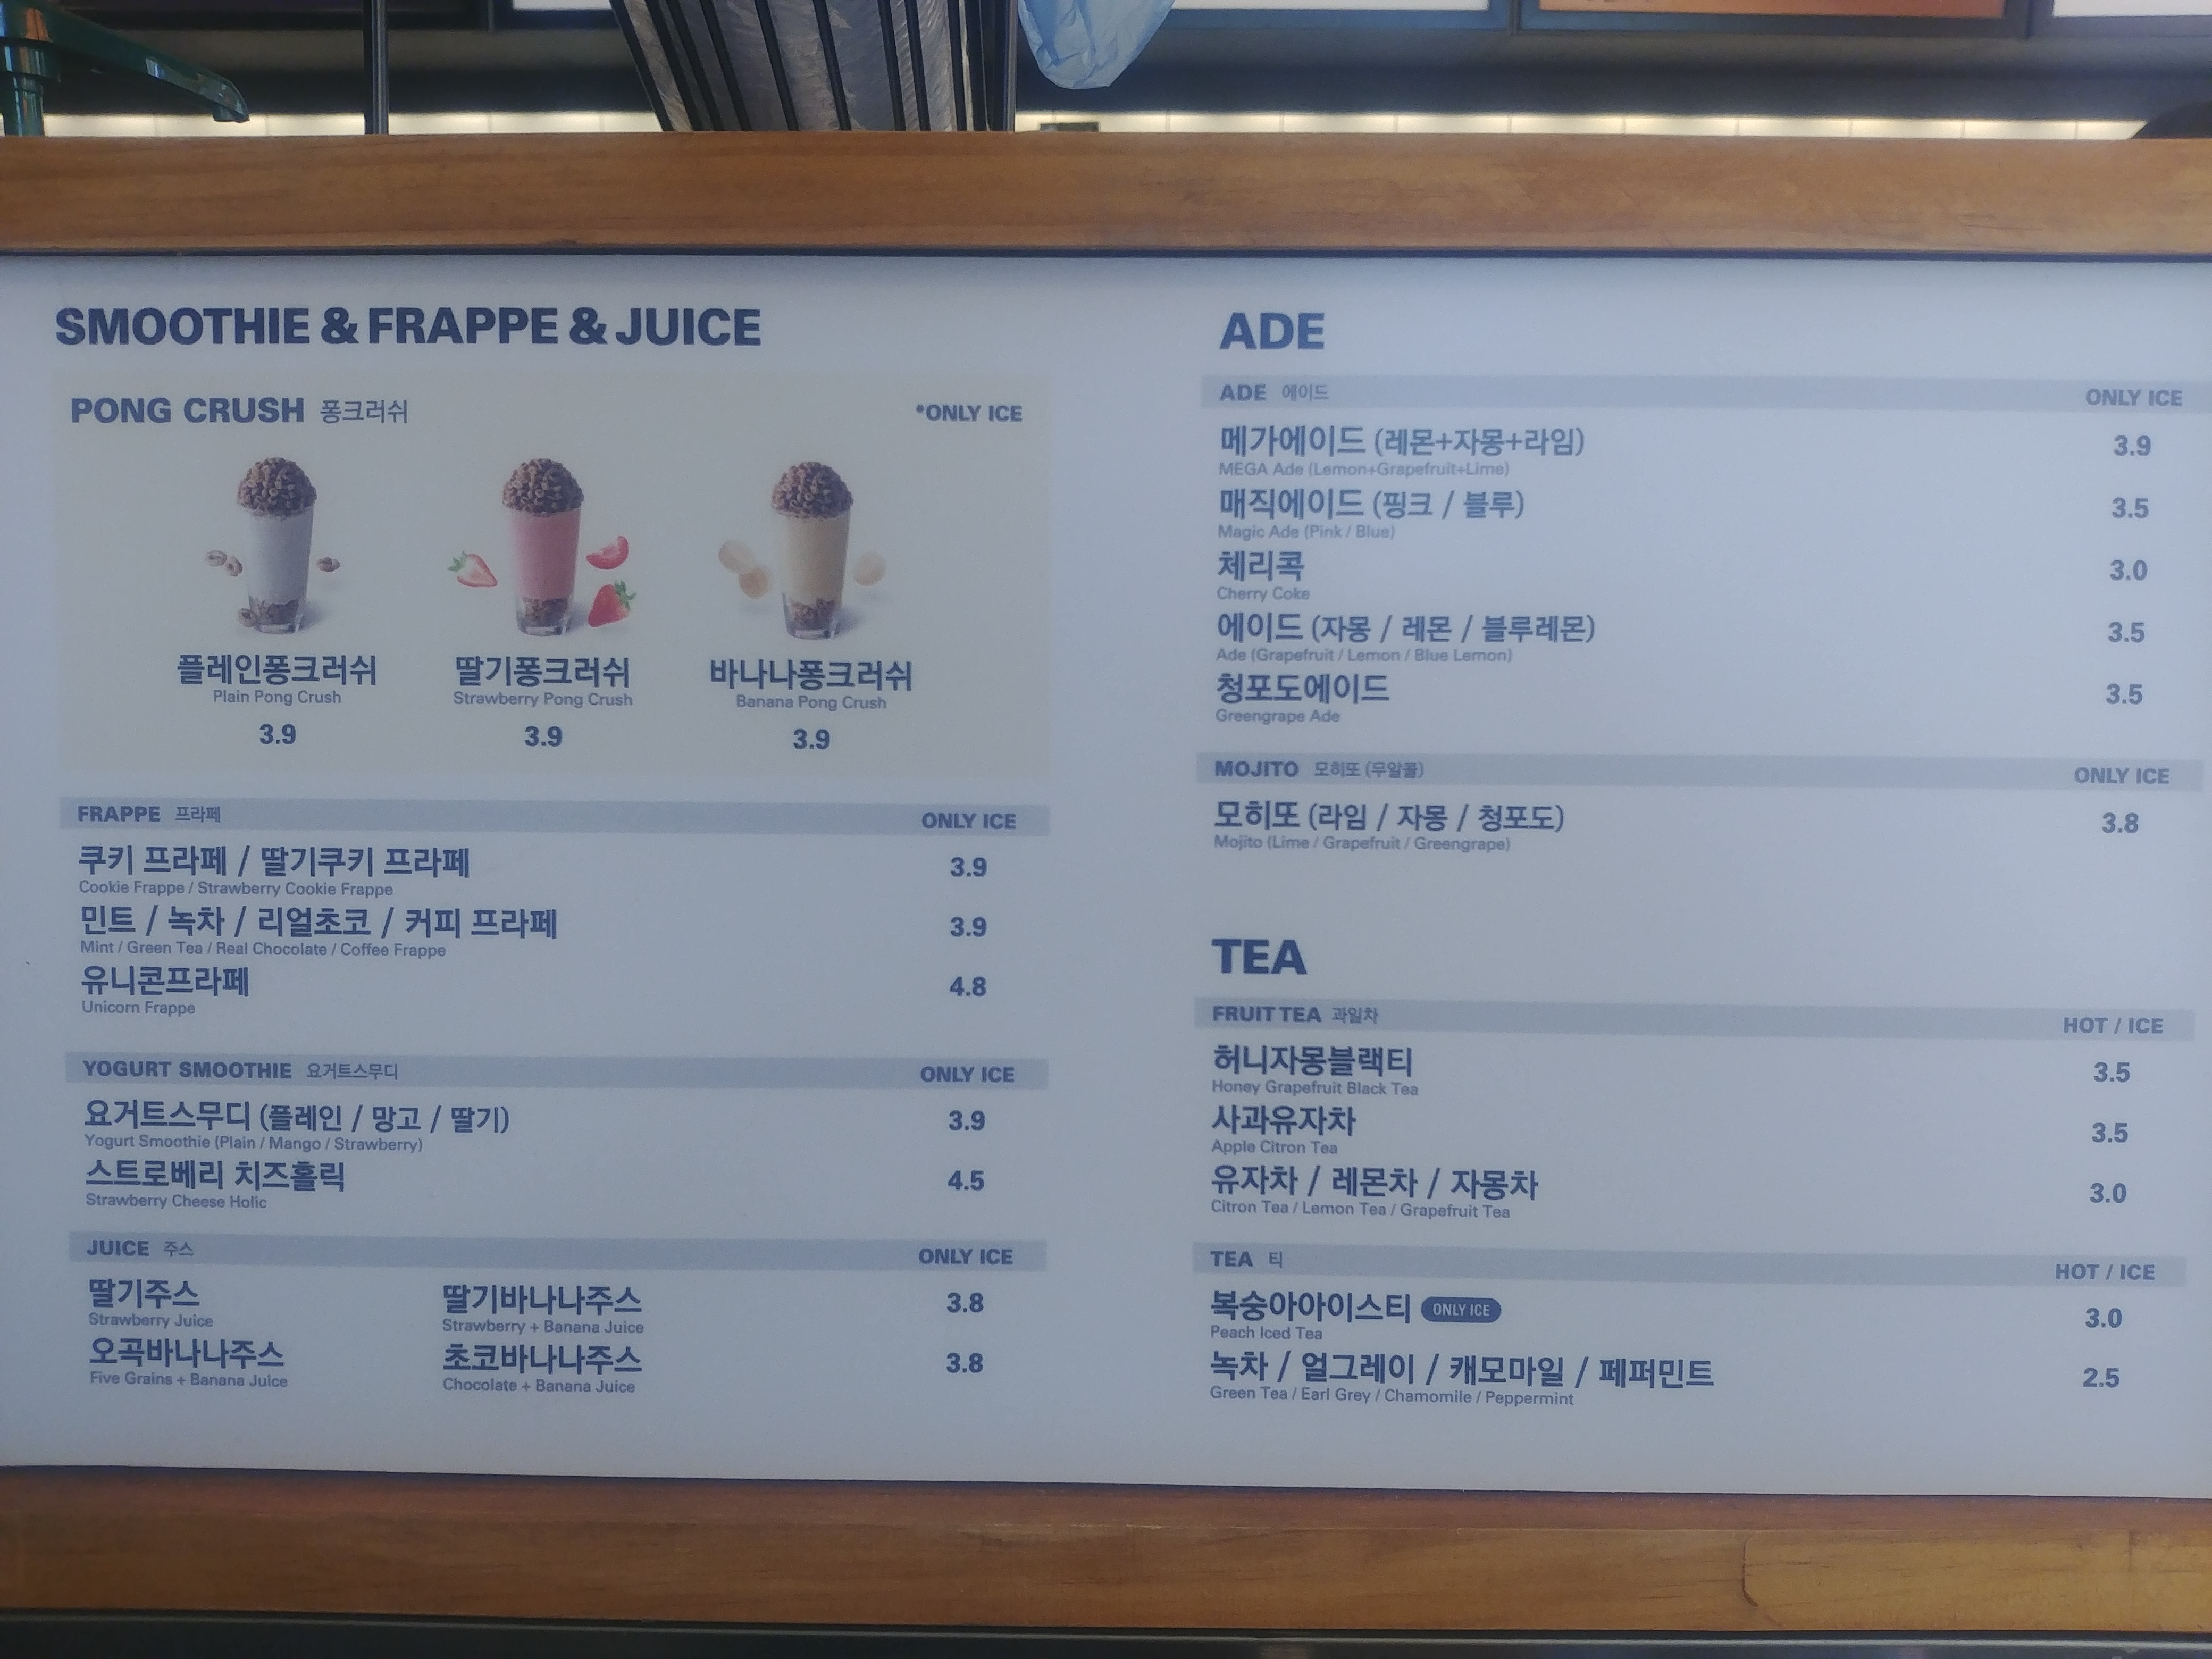 SMOOTHIE & FRAPPE & JUICE
PONG CRUSH 퐁크러쉬 *ONLY ICE
플레인퐁크러쉬 딸기퐁크러쉬 바나나퐁크러쉬
Plain Pong Crush Strawberry Pong Crush Banana Pong Crush
3.9 3.9 3.9
FRAPPE 프라페 ONLY ICE
쿠키 프라페 / 딸기쿠키 프라페 3.9
Cookie Frappe / Strawberry Cookie Frappe
민트 / 녹차 / 리얼초코 / 커피 프라페 3.9
Mint / Green Tea / Real Chocolate / Coffee Frappe
유니콘프라페 4.8
Unicorn Frappe
YOGURT SMOOTHIE 요거트스무디 ONLY ICE
요거트스무디 (플레인 / 망고 / 딸기) 3.9
Yogurt Smoothie (Plain / Mango / Strawberry)
스트로베리 치즈홀릭 4.5
Strawberry Cheese Holic
JUICE 주스 ONLY ICE
딸기주스 딸기바나나주스 3.8
Strawberry Juice Strawberry + Banana Juice
오곡바나나주스 초코바나나주스 3.8
Five Grains + Banana Juice Chocolate + Banana Juice
ADE
ADE 에이드 ONLY ICE
메가에이드 (레몬+자몽+라임) 3.9
MEGA Ade (Lemon+Grapefruit+Lime)
매직에이드 (핑크 / 블루) 3.5
Magic Ade (Pink / Blue)
체리콕 3.0
Cherry Coke
에이드 (자몽 / 레몬 / 블루레몬) 3.5
Ade (Grapefruit / Lemon / Blue Lemon)
청포도에이드 3.5
Greengrape Ade
MOJITO 모히또 (무알콜) ONLY ICE
모히또 (라임 / 자몽 / 청포도) 3.8
Mojito (Lime / Grapefruit / Greengrape)
TEA
FRUIT TEA 과일차 HOT / ICE
허니자몽블랙티 3.5
Honey Grapefruit Black Tea
사과유자차 3.5
Apple Citron Tea
유자차 / 레몬차 / 자몽차 3.0
Citron Tea / Lemon Tea / Grapefruit Tea
TEA 티 HOT / ICE
복숭아아이스티 ONLY ICE 3.0
Peach Iced Tea
녹차 / 얼그레이 / 캐모마일 / 페퍼민트 2.5
Green Tea / Earl Grey / Chamomile / Peppermint